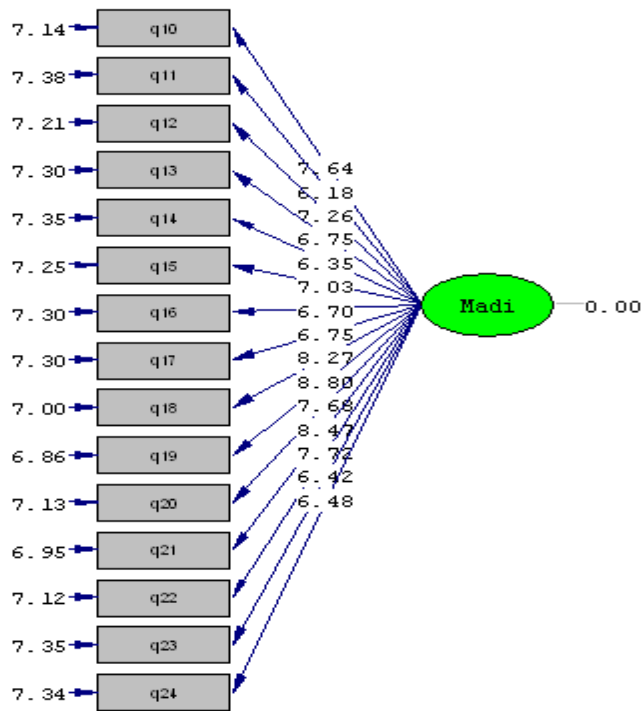 7.14 q10
7.38 q11
7.21 q12
7.30 q13
7.35 q14
7.25 q15
7.30 q16
7.30 q17
7.00 q18
6.86 q19
7.13 q20
6.95 q21
7.12 q22
7.35 q23
7.34 q24
7.64
6.18
7.26
6.75
6.35
7.03
6.70
6.75
8.27
8.80
7.68
8.47
7.72
6.42
6.48
Madi
0.00